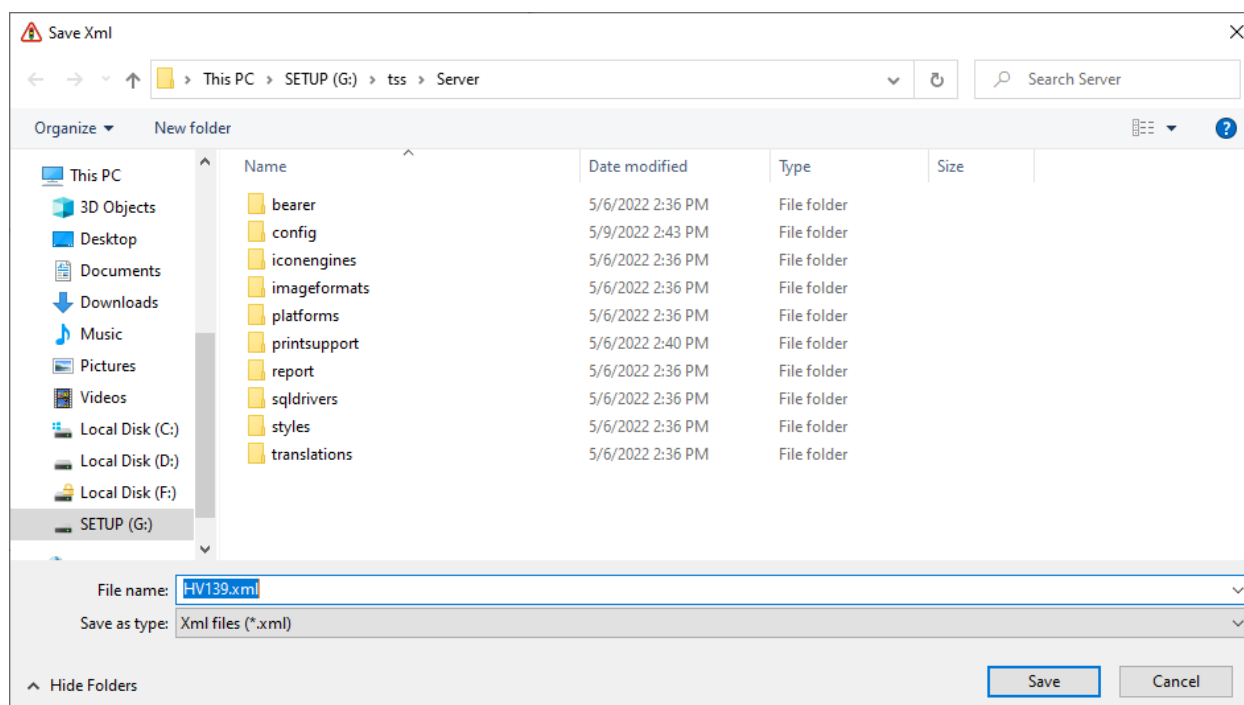 Save Xml
This PC > SETUP (G:) > tss > Server
Search Server
Organize
New folder
This PC
3D Objects
Desktop
Documents
Downloads
Music
Pictures
Videos
Local Disk (C:)
Local Disk (D:)
Local Disk (F:)
SETUP (G:)
Name Date modified Type Size
bearer 5/6/2022 2:36 PM File folder
config 5/9/2022 2:43 PM File folder
iconengines 5/6/2022 2:36 PM File folder
imageformats 5/6/2022 2:36 PM File folder
platforms 5/6/2022 2:36 PM File folder
printsupport 5/6/2022 2:40 PM File folder
report 5/6/2022 2:36 PM File folder
sqldrivers 5/6/2022 2:36 PM File folder
styles 5/6/2022 2:36 PM File folder
translations 5/6/2022 2:36 PM File folder
File name: HV139.xml
Save as type: Xml files (*.xml)
Hide Folders
Save
Cancel